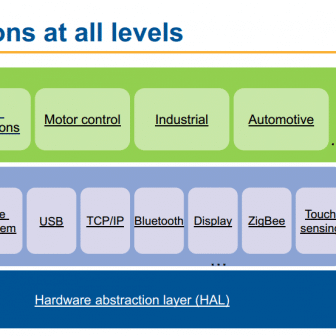 ons at all levels
ons
Motor control
Industrial
Automotive
...
e
em
USB
TCP/IP
Bluetooth
Display
ZigBee
Touch
sensing
...
Hardware abstraction layer (HAL)